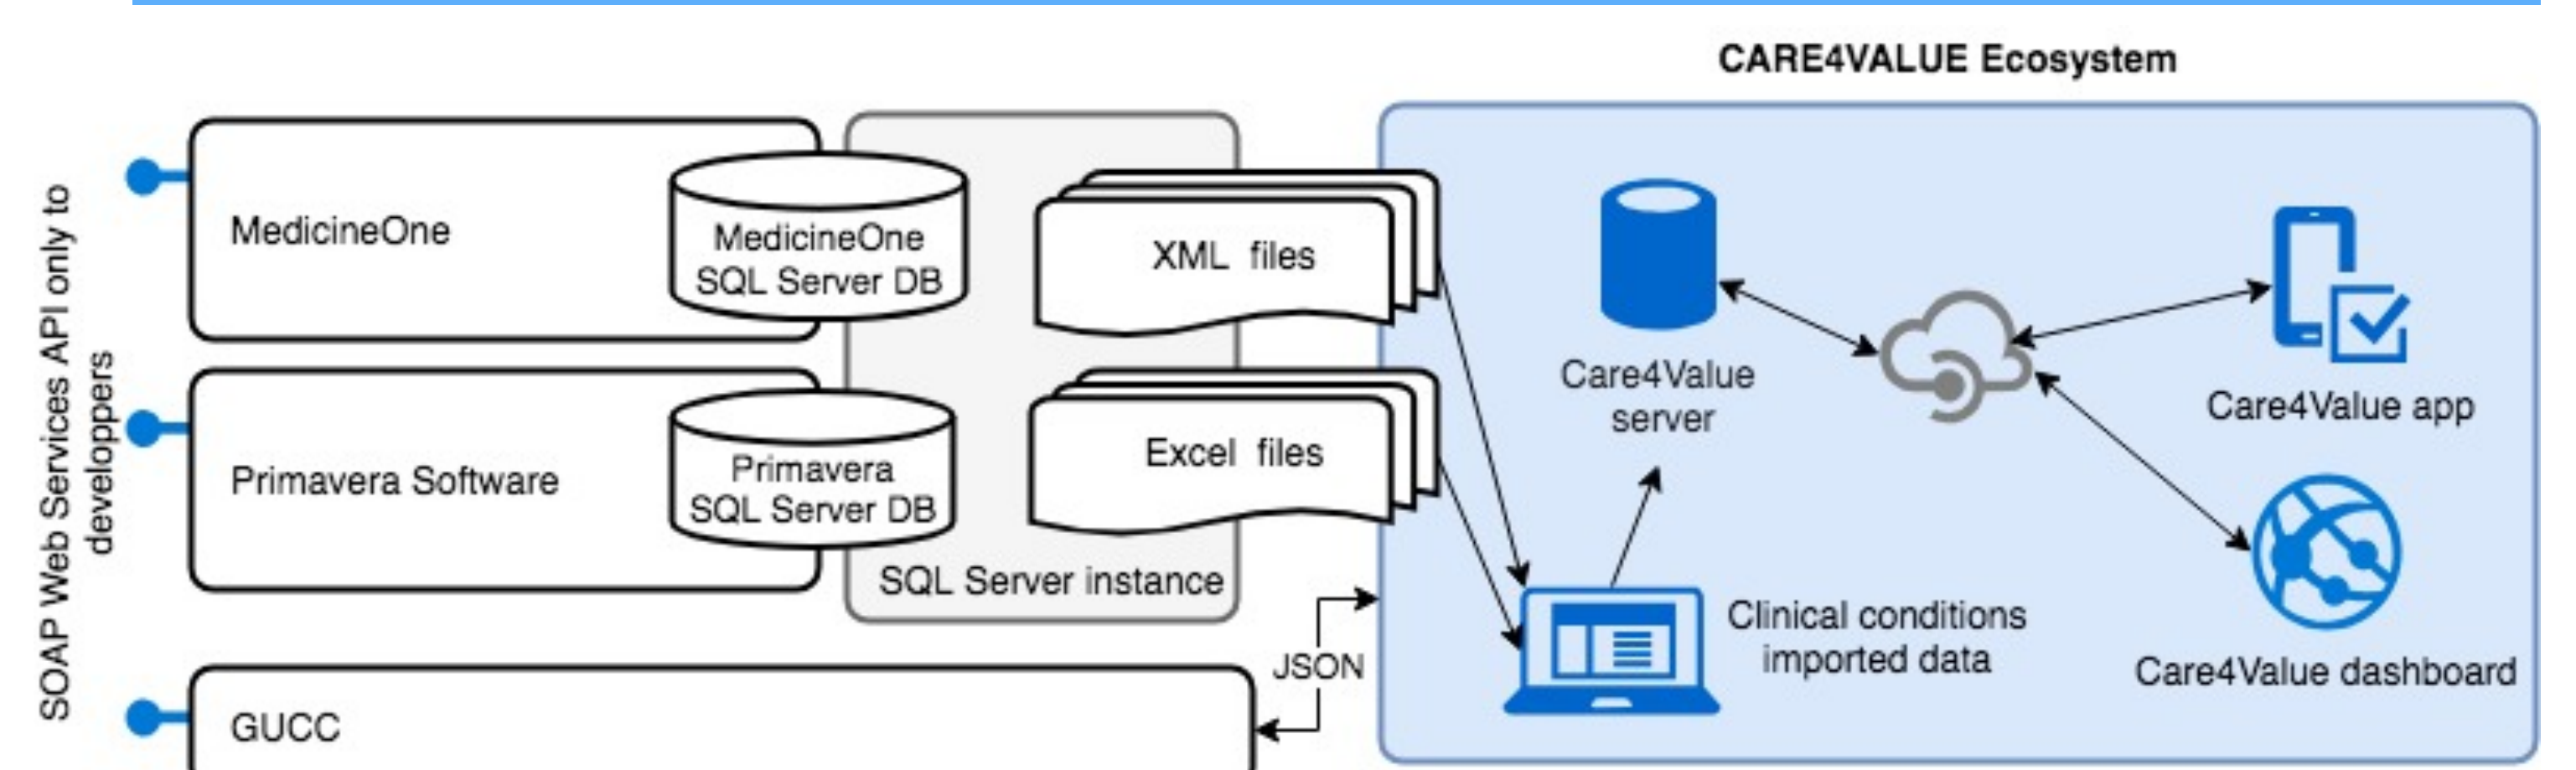 CARE4VALUE Ecosystem
SOAP Web Services API only to
developpers
MedicineOne
MedicineOne
SQL Server DB
XML files
Primavera Software
Primavera
SQL Server DB
Excel files
SQL Server instance
GUCC
JSON
Care4Value
server
Care4Value app
Clinical conditions
imported data
Care4Value dashboard